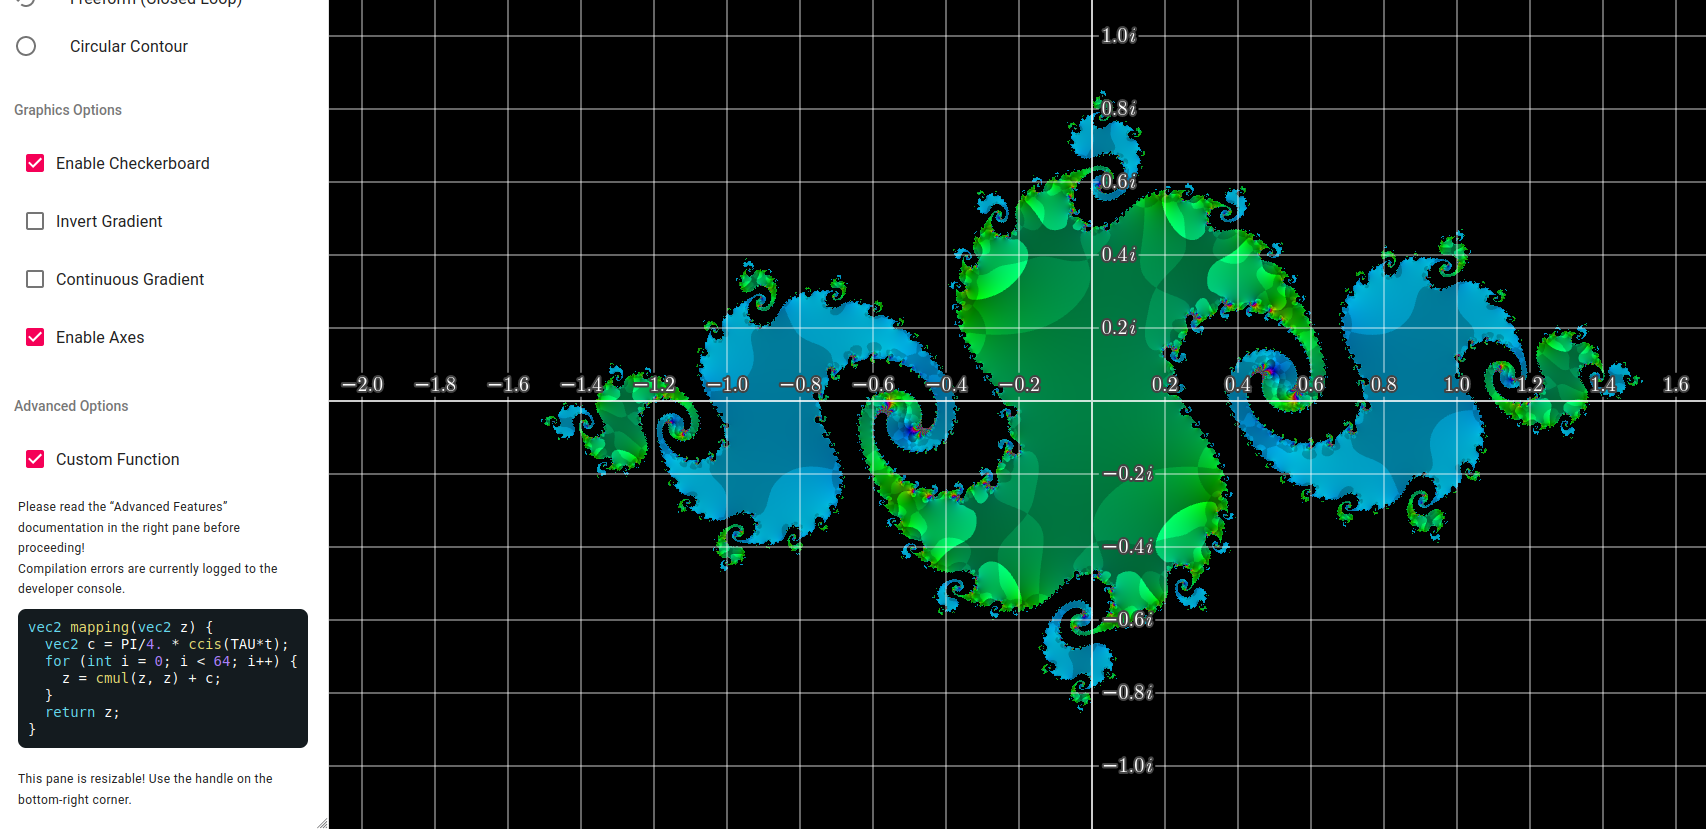 Freeform (Closed Loop)
Circular Contour
Graphics Options
Enable Checkerboard
Invert Gradient
Continuous Gradient
Enable Axes
Advanced Options
Custom Function
Please read the “Advanced Features”
documentation in the right pane before
proceeding!
Compilation errors are currently logged to the
developer console.
vec2 mapping(vec2 z) {
  vec2 c = PI/4. * ccis(TAU*t);
  for (int i = 0; i < 64; i++) {
    z = cmul(z, z) + c;
  }
  return z;
}
This pane is resizable! Use the handle on the
bottom-right corner.
1.0i
0.8i
0.6i
0.4i
0.2i
−2.0 −1.8 −1.6 −1.4 −1.2 −1.0 −0.8 −0.6 −0.4 −0.2 0.2 0.4 0.6 0.8 1.0 1.2 1.4 1.6
−0.2i
−0.4i
−0.6i
−0.8i
−1.0i